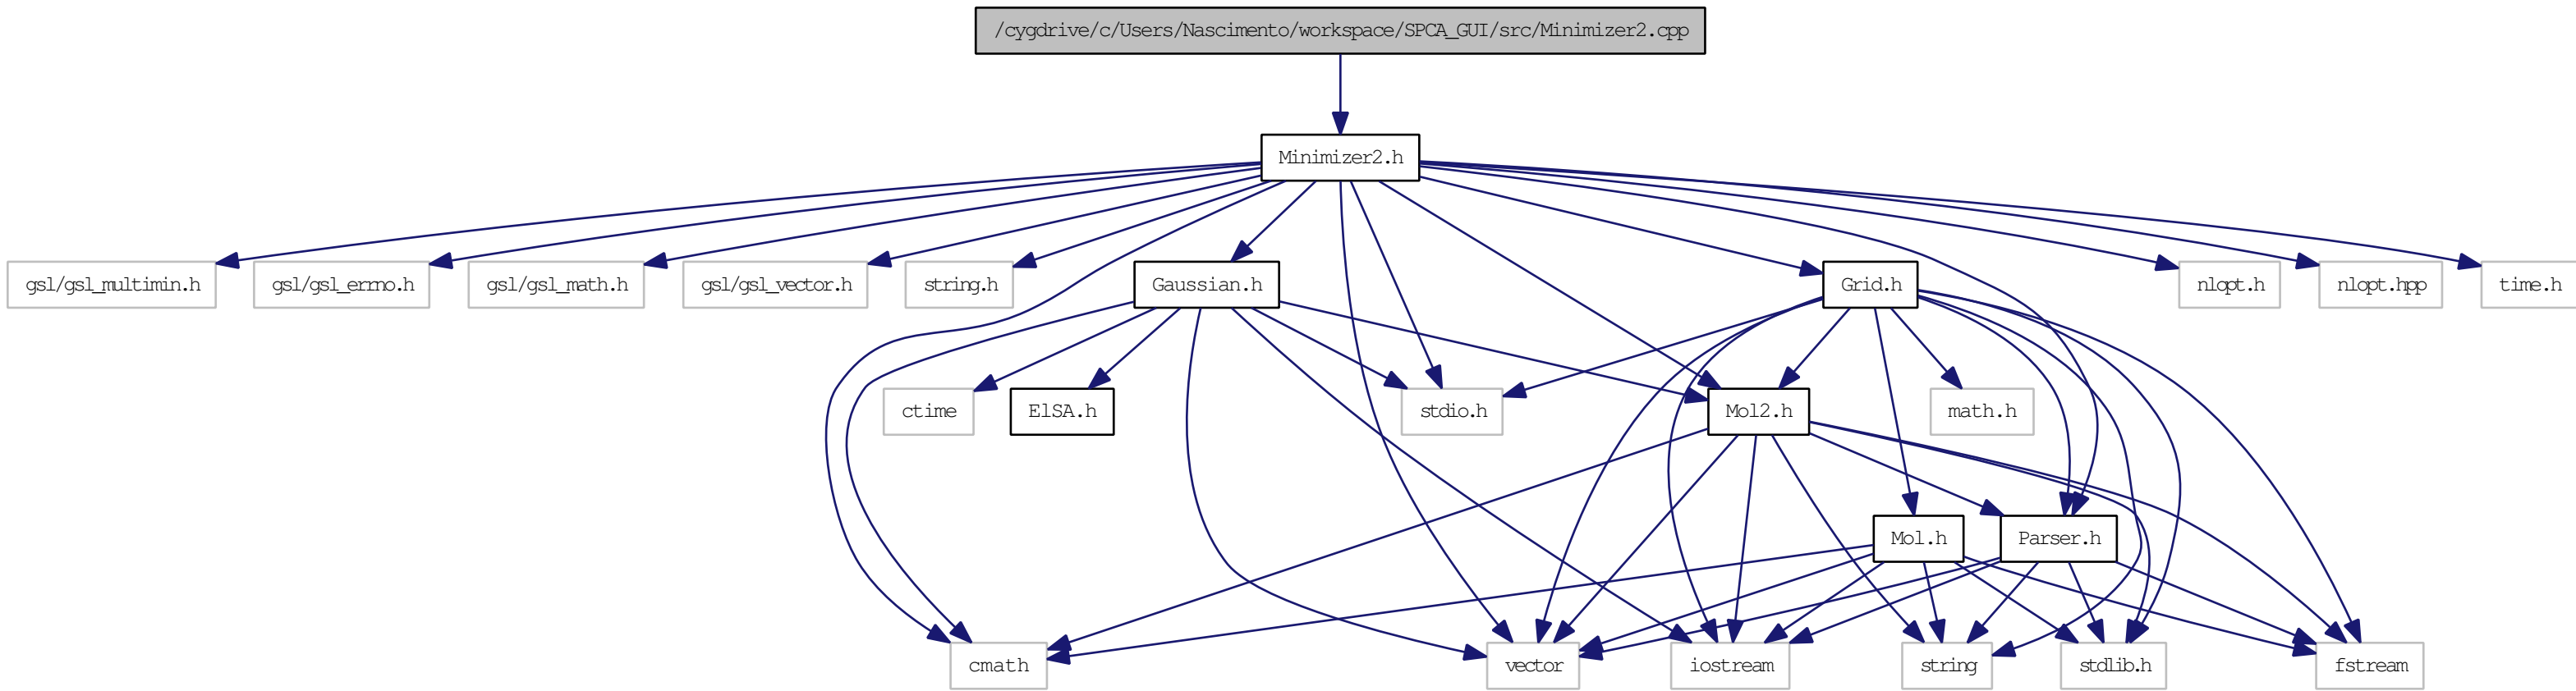 /cygdrive/c/Users/Nascimento/workspace/SPCA_GUI/src/Minimizer2.cpp
Minimizer2.h
gsl/gsl_multimin.h
gsl/gsl_errno.h
gsl/gsl_math.h
gsl/gsl_vector.h
string.h
Gaussian.h
Grid.h
nlopt.h
nlopt.hpp
time.h
ctime
ElSA.h
stdio.h
Mol2.h
math.h
Mol.h
Parser.h
cmath
vector
iostream
string
stdlib.h
fstream